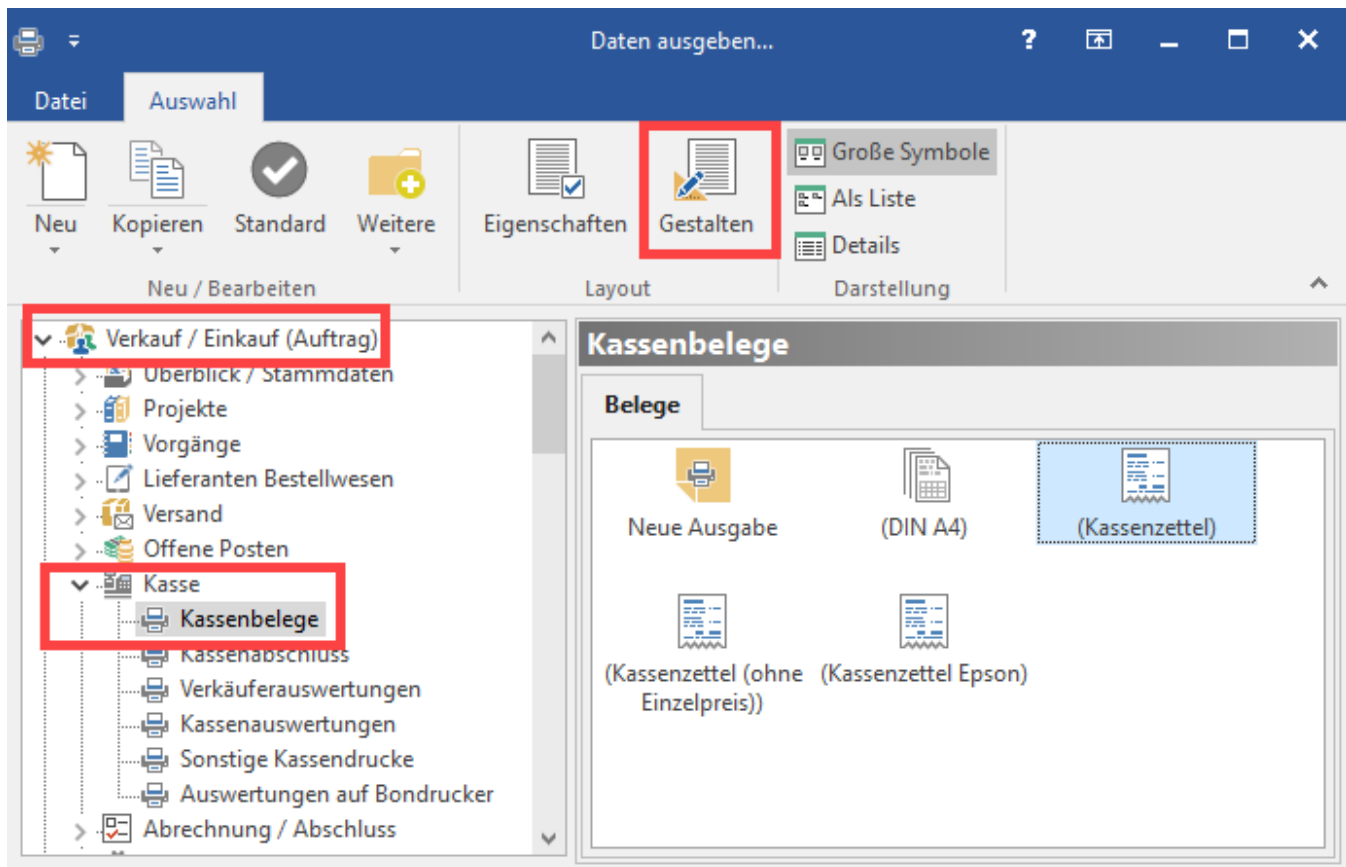 Daten ausgeben...
?
Datei
Auswahl
Neu
Kopieren
Standard
Weitere
Neu / Bearbeiten
Eigenschaften
Gestalten
Layout
Große Symbole
Als Liste
Details
Darstellung
Verkauf / Einkauf (Auftrag)
Überblick / Stammdaten
Projekte
Vorgänge
Lieferanten Bestellwesen
Versand
Offene Posten
Kasse
Kassenbelege
Kassenabschluss
Verkäuferauswertungen
Kassenauswertungen
Sonstige Kassendrucke
Auswertungen auf Bondrucker
Abrechnung / Abschluss
Kassenbelege
Belege
Neue Ausgabe
(DIN A4)
(Kassenzettel)
(Kassenzettel (ohne
Einzelpreis))
(Kassenzettel Epson)